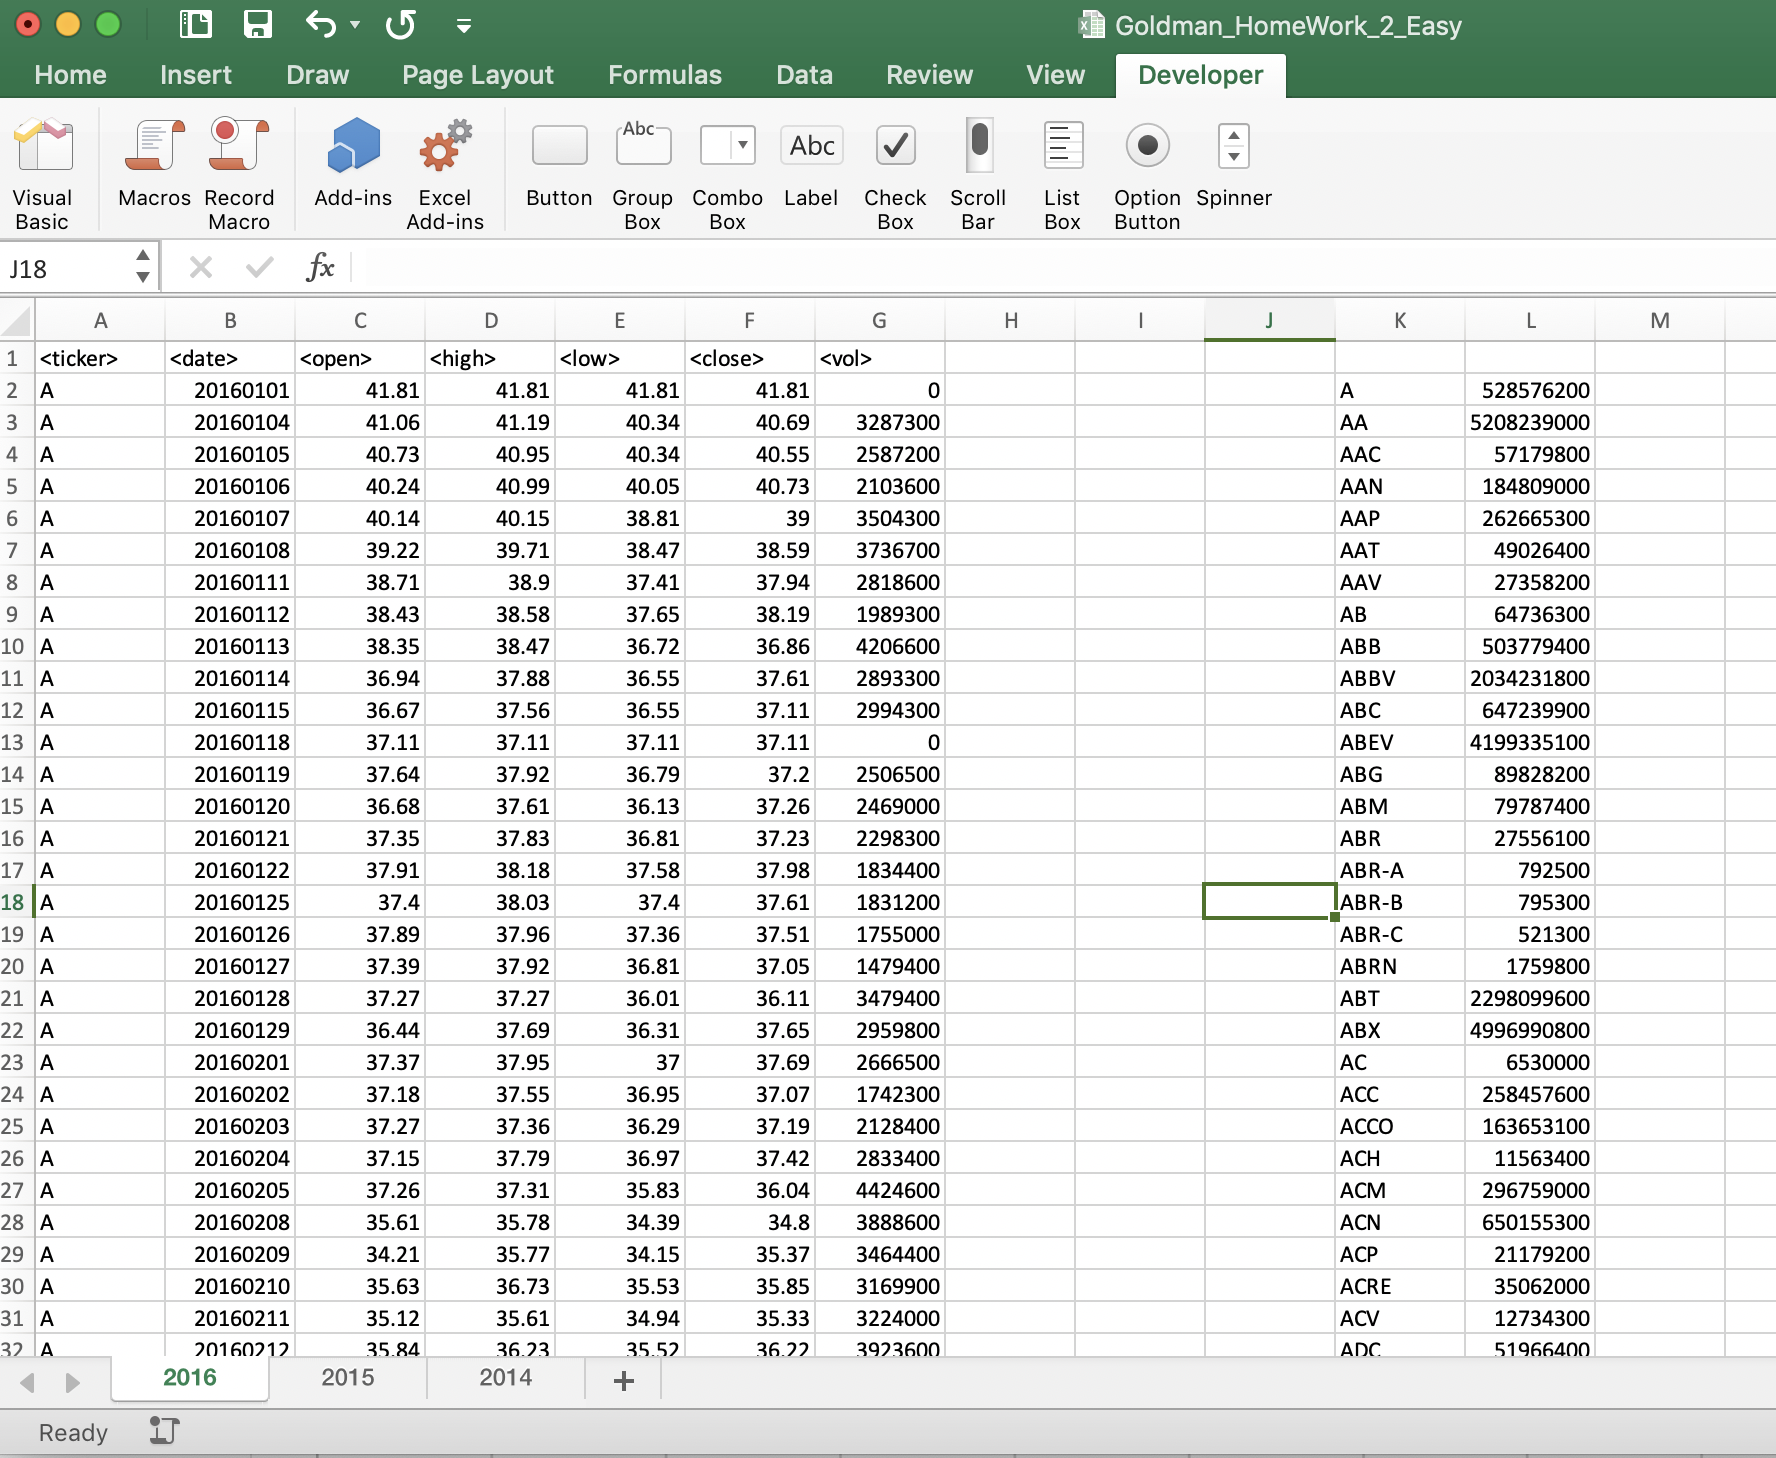 Goldman_HomeWork_2_Easy
Home Insert Draw Page Layout Formulas Data Review View Developer
Abc Abc
Visual Basic Macros Record Macro Add-ins Excel Add-ins Button Group Box Combo Box Label Check Box Scroll Bar List Box Option Button Spinner
J18 fx
A B C D E F G H I J K L M
1 <ticker> <date> <open> <high> <low> <close> <vol>
2 A 20160101 41.81 41.81 41.81 41.81 0 A 528576200
3 A 20160104 41.06 41.19 40.34 40.69 3287300 AA 5208239000
4 A 20160105 40.73 40.95 40.34 40.55 2587200 AAC 57179800
5 A 20160106 40.24 40.99 40.05 40.73 2103600 AAN 184809000
6 A 20160107 40.14 40.15 38.81 39 3504300 AAP 262665300
7 A 20160108 39.22 39.71 38.47 38.59 3736700 AAT 49026400
8 A 20160111 38.71 38.9 37.41 37.94 2818600 AAV 27358200
9 A 20160112 38.43 38.58 37.65 38.19 1989300 AB 64736300
10 A 20160113 38.35 38.47 36.72 36.86 4206600 ABB 503779400
11 A 20160114 36.94 37.88 36.55 37.61 2893300 ABBV 2034231800
12 A 20160115 36.67 37.56 36.55 37.11 2994300 ABC 647239900
13 A 20160118 37.11 37.11 37.11 37.11 0 ABEV 4199335100
14 A 20160119 37.64 37.92 36.79 37.2 2506500 ABG 89828200
15 A 20160120 36.68 37.61 36.13 37.26 2469000 ABM 79787400
16 A 20160121 37.35 37.83 36.81 37.23 2298300 ABR 27556100
17 A 20160122 37.91 38.18 37.58 37.98 1834400 ABR-A 792500
18 A 20160125 37.4 38.03 37.4 37.61 1831200 ABR-B 795300
19 A 20160126 37.89 37.96 37.36 37.51 1755000 ABR-C 521300
20 A 20160127 37.39 37.92 36.81 37.05 1479400 ABRN 1759800
21 A 20160128 37.27 37.27 36.01 36.11 3479400 ABT 2298099600
22 A 20160129 36.44 37.69 36.31 37.65 2959800 ABX 4996990800
23 A 20160201 37.37 37.95 37 37.69 2666500 AC 6530000
24 A 20160202 37.18 37.55 36.95 37.07 1742300 ACC 258457600
25 A 20160203 37.27 37.36 36.29 37.19 2128400 ACCO 163653100
26 A 20160204 37.15 37.79 36.97 37.42 2833400 ACH 11563400
27 A 20160205 37.26 37.31 35.83 36.04 4424600 ACM 296759000
28 A 20160208 35.61 35.78 34.39 34.8 3888600 ACN 650155300
29 A 20160209 34.21 35.77 34.15 35.37 3464400 ACP 21179200
30 A 20160210 35.63 36.73 35.53 35.85 3169900 ACRE 35062000
31 A 20160211 35.12 35.61 34.94 35.33 3224000 ACV 12734300
32 A 20160212 35.84 36.23 35.52 36.22 3923600 ADC 51966400
2016 2015 2014 +
Ready